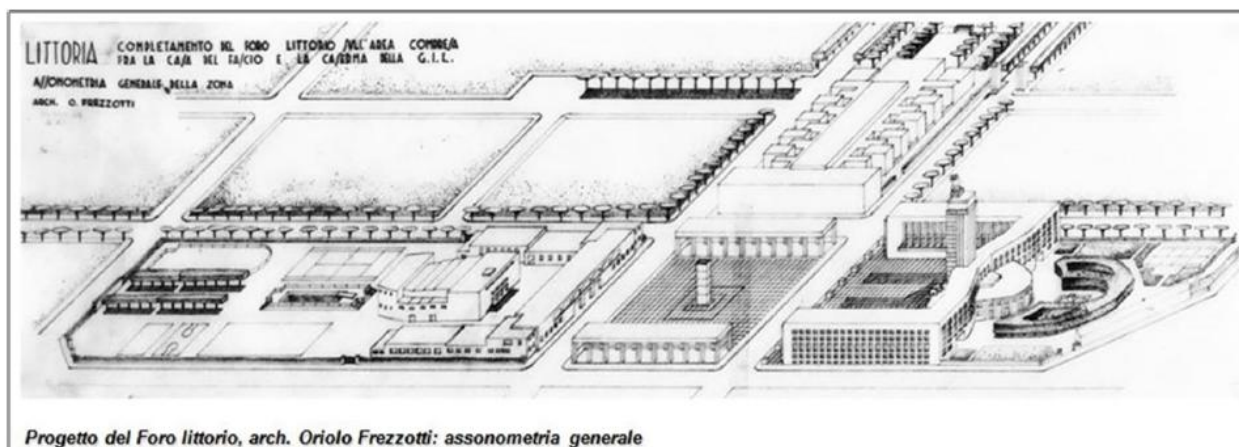 LITTORIA COMPLETAMENTO DEL FORO LITTORIO SULL'AREA COMPRESA
FRA LA CASA DEL FASCIO E LA CASERMA DELLA G.I.L.
ASSONOMETRIA GENERALE DELLA ZONA
ARCH. O. FREZZOTTI
Progetto del Foro littorio, arch. Oriolo Frezzotti: assonometria generale